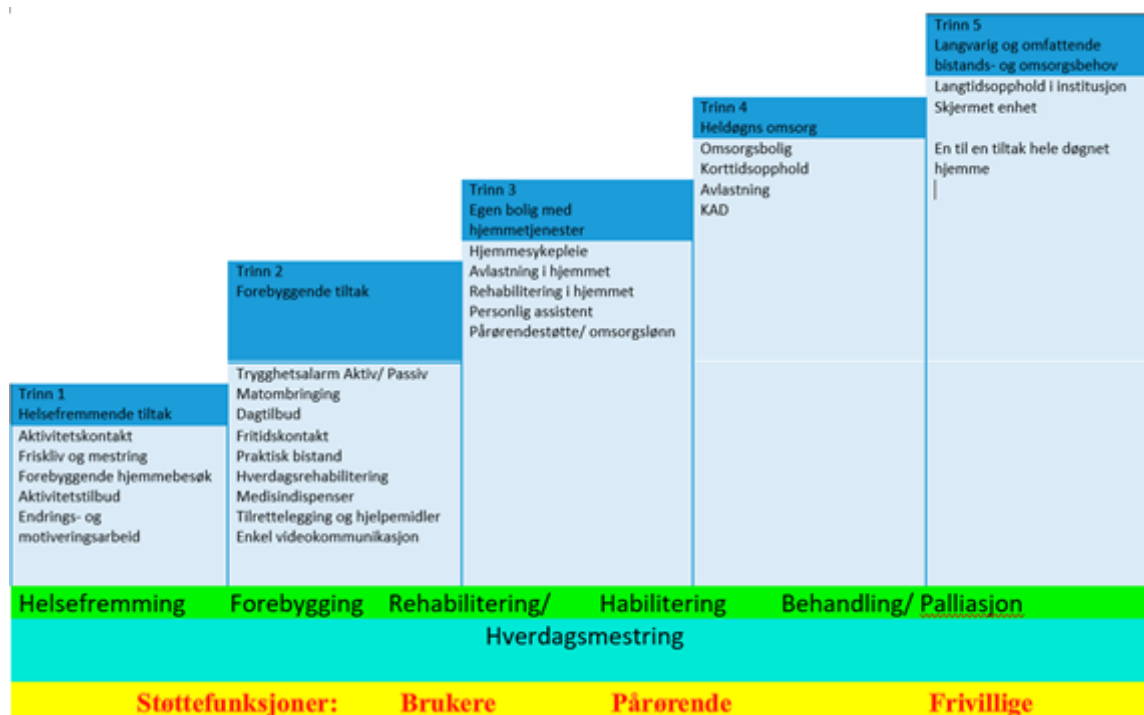 Trinn 1
Helsefremmende tiltak
Aktivitetskontakt
Friskliv og mestring
Forebyggende hjemmebesøk
Aktivitetstilbud
Endrings- og
motiveringsarbeid
Trinn 2
Forebyggende tiltak
Trygghetsalarm Aktiv/ Passiv
Matombringing
Dagtilbud
Fritidskontakt
Praktisk bistand
Hverdagsrehabilitering
Medisindispenser
Tilrettelegging og hjelpemidler
Enkel videokommunikasjon
Trinn 3
Egen bolig med
hjemmetjenester
Hjemmesykepleie
Avlastning i hjemmet
Rehabilitering i hjemmet
Personlig assistent
Pårørendestøtte/ omsorgslønn
Trinn 4
Heldøgns omsorg
Omsorgsbolig
Korttidsopphold
Avlastning
KAD
Trinn 5
Langvarig og omfattende
bistands- og omsorgsbehov
Langtidsopphold i institusjon
Skjermet enhet
En til en tiltak hele døgnet
hjemme
Helsefremming Forebygging Rehabilitering/ Habilitering Behandling/ Palliasjon
Hverdagsmestring
Støttefunksjoner: Brukere Pårørende Frivillige